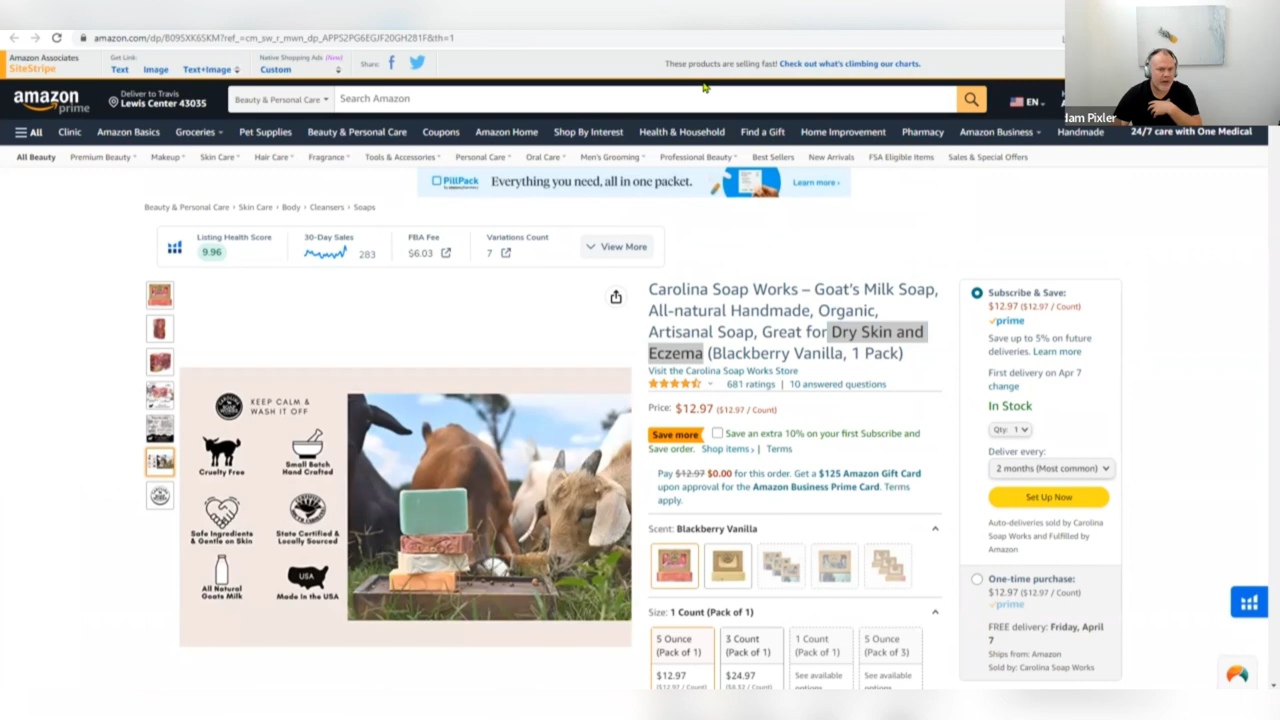 amazon.com/dp/B095XK6SKM?ref_=cm_sw_r_mwn_dp_APPS2PG6EGJF20GH2B1F&th=1
Amazon Associates
SiteStripe
Get Link:
Text Image Text+Image
Native Shopping Ads (New)
Custom
Share:
These products are selling fast! Check out what's climbing our charts.
amazon
prime
Deliver to Travis
Lewis Center 43035
Beauty & Personal Care
Search Amazon
EN
dam Pixler
All Clinic Amazon Basics Groceries Pet Supplies Beauty & Personal Care Coupons Amazon Home Shop By Interest Health & Household Find a Gift Home Improvement Pharmacy Amazon Business Handmade 24/7 care with One Medical
All Beauty Premium Beauty Makeup Skin Care Hair Care Fragrance Tools & Accessories Personal Care Oral Care Men's Grooming Professional Beauty Best Sellers New Arrivals FSA Eligible Items Sales & Special Offers
PillPack Everything you need, all in one packet. Learn more ›
Beauty & Personal Care › Skin Care › Body › Cleansers › Soaps
Listing Health Score
9.96
30-Day Sales
283
FBA Fee
$6.03
Variations Count
7
View More
KEEP CALM &
WASH IT OFF
Cruelty Free
Small Batch
Hand Crafted
Safe Ingredients
& Gentle on Skin
State Certified &
Locally Sourced
All Natural
Goats Milk
USA
Made in the USA
Carolina Soap Works – Goat's Milk Soap,
All-natural Handmade, Organic,
Artisanal Soap, Great for Dry Skin and
Eczema (Blackberry Vanilla, 1 Pack)
Visit the Carolina Soap Works Store
681 ratings | 10 answered questions
Price: $12.97 ($12.97 / Count)
Save more Save an extra 10% on your first Subscribe and
Save order. Shop items › | Terms
Pay $12.97 $0.00 for this order. Get a $125 Amazon Gift Card
upon approval for the Amazon Business Prime Card. Terms
apply.
Scent: Blackberry Vanilla
Size: 1 Count (Pack of 1)
5 Ounce
(Pack of 1)
$12.97
($12.97 / Count)
3 Count
(Pack of 1)
$24.97
1 Count
(Pack of 1)
See available
options
5 Ounce
(Pack of 3)
See available
options
Subscribe & Save:
$12.97 ($12.97 / Count)
prime
Save up to 5% on future
deliveries. Learn more
First delivery on Apr 7
change
In Stock
Qty: 1
Deliver every:
2 months (Most common)
Set Up Now
Auto-deliveries sold by Carolina
Soap Works and Fulfilled by
Amazon
One-time purchase:
$12.97 ($12.97 / Count)
prime
FREE delivery: Friday, April
7
Ships from: Amazon
Sold by: Carolina Soap Works